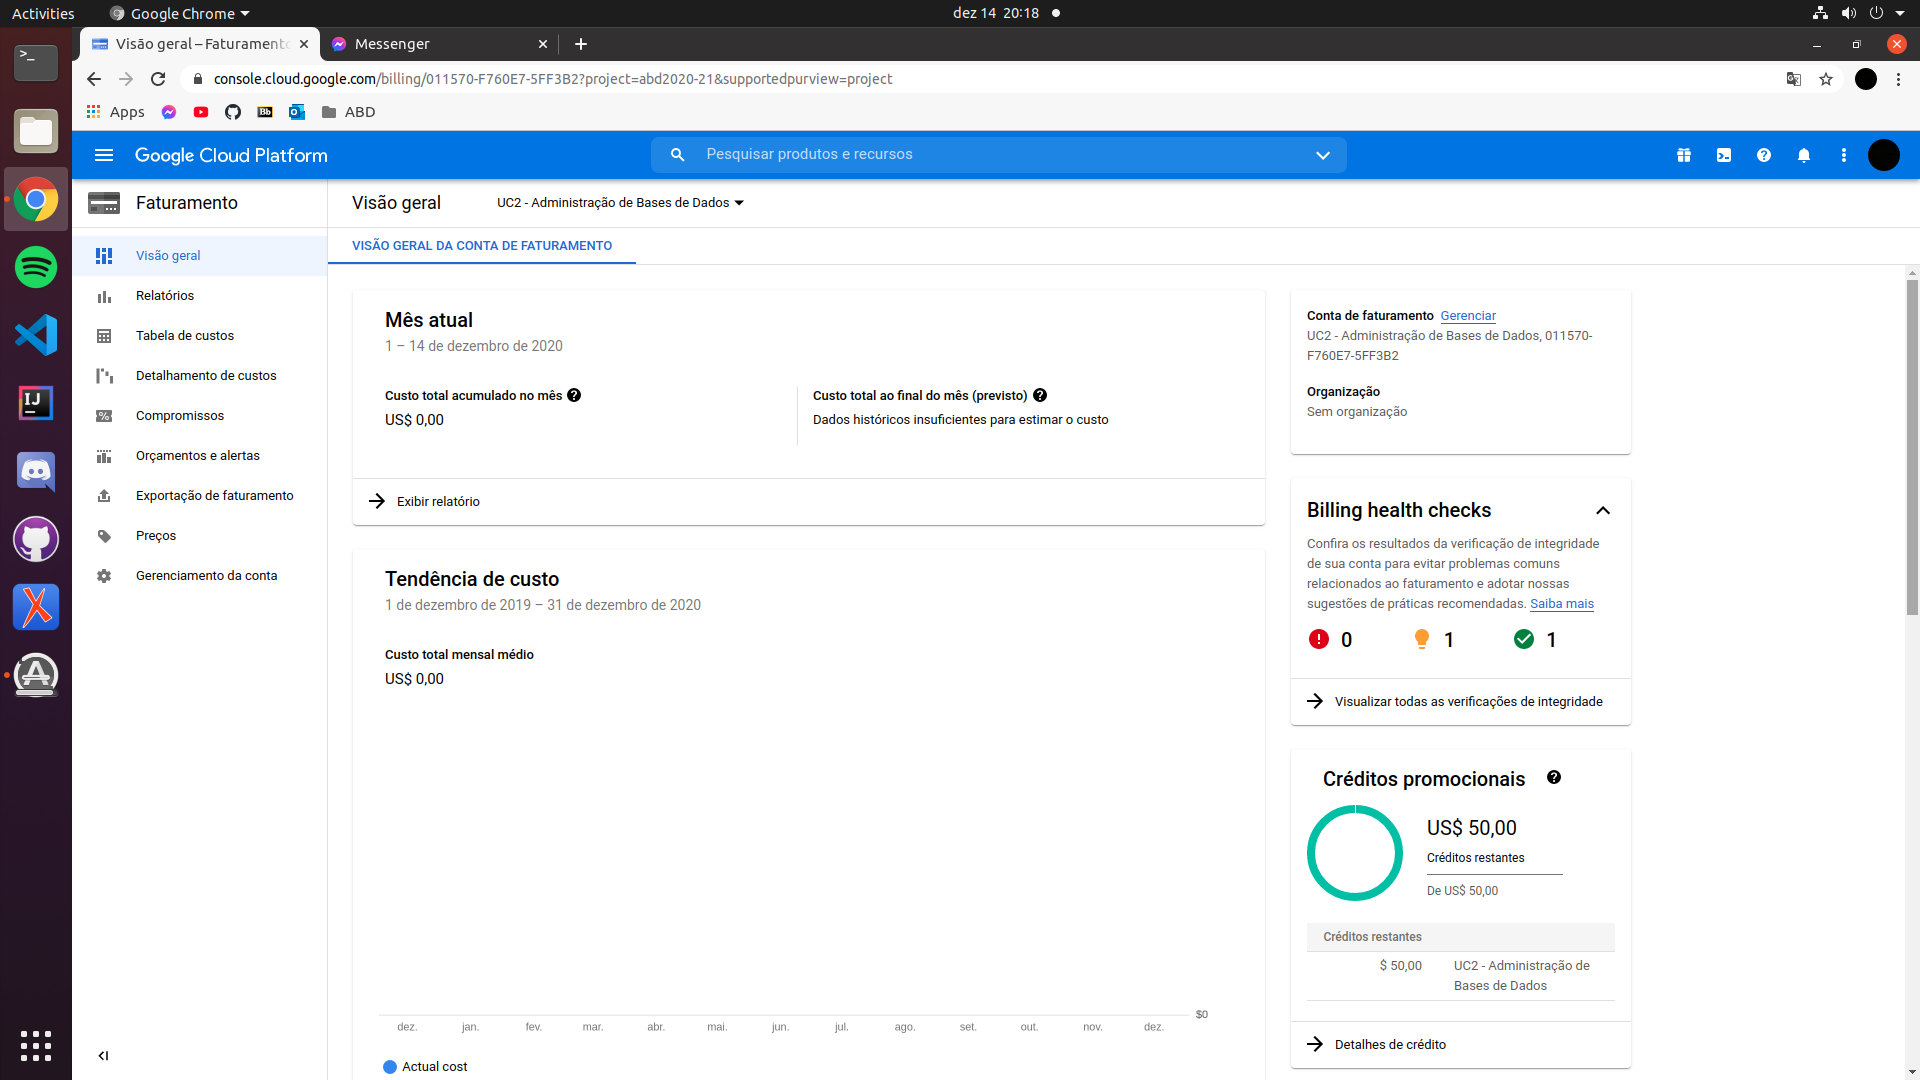 Activities
Google Chrome
dez 14 20:18
Visão geral – Faturamento
Messenger
console.cloud.google.com/billing/011570-F760E7-5FF3B2?project=abd2020-21&supportedpurview=project
Apps
Bb
ABD
Google Cloud Platform
Pesquisar produtos e recursos
Faturamento
Visão geral
UC2 - Administração de Bases de Dados
VISÃO GERAL DA CONTA DE FATURAMENTO
Visão geral
Relatórios
Tabela de custos
Detalhamento de custos
Compromissos
Orçamentos e alertas
Exportação de faturamento
Preços
Gerenciamento da conta
Mês atual
1 – 14 de dezembro de 2020
Custo total acumulado no mês
US$ 0,00
Custo total ao final do mês (previsto)
Dados históricos insuficientes para estimar o custo
Exibir relatório
Tendência de custo
1 de dezembro de 2019 – 31 de dezembro de 2020
Custo total mensal médio
US$ 0,00
$0
dez. jan. fev. mar. abr. mai. jun. jul. ago. set. out. nov. dez.
Actual cost
Conta de faturamento Gerenciar
UC2 - Administração de Bases de Dados, 011570-
F760E7-5FF3B2
Organização
Sem organização
Billing health checks
Confira os resultados da verificação de integridade
de sua conta para evitar problemas comuns
relacionados ao faturamento e adotar nossas
sugestões de práticas recomendadas. Saiba mais
0 1 1
Visualizar todas as verificações de integridade
Créditos promocionais
US$ 50,00
Créditos restantes
De US$ 50,00
Créditos restantes
$ 50,00
UC2 - Administração de
Bases de Dados
Detalhes de crédito
IJ